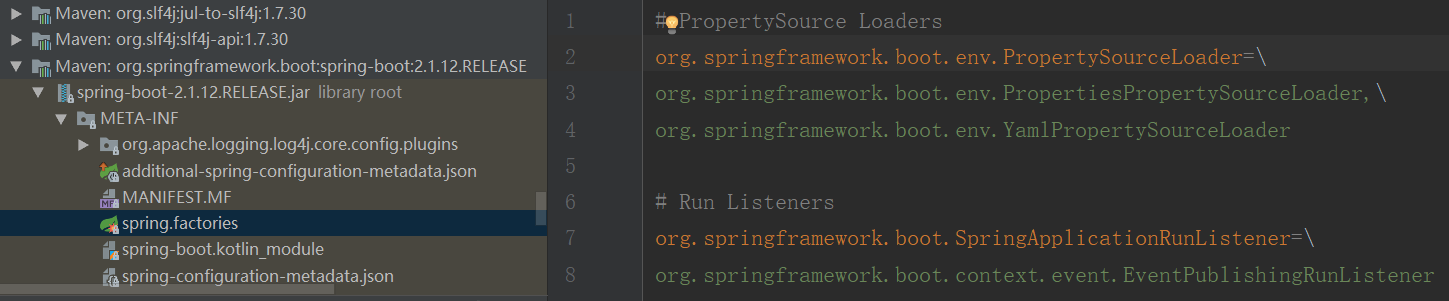 Maven: org.slf4j:jul-to-slf4j:1.7.30
Maven: org.slf4j:slf4j-api:1.7.30
Maven: org.springframework.boot:spring-boot:2.1.12.RELEASE
spring-boot-2.1.12.RELEASE.jar library root
META-INF
org.apache.logging.log4j.core.config.plugins
additional-spring-configuration-metadata.json
MANIFEST.MF
spring.factories
spring-boot.kotlin_module
spring-configuration-metadata.json
1 # PropertySource Loaders
2 org.springframework.boot.env.PropertySourceLoader=\
3 org.springframework.boot.env.PropertiesPropertySourceLoader,\
4 org.springframework.boot.env.YamlPropertySourceLoader
5
6 # Run Listeners
7 org.springframework.boot.SpringApplicationRunListener=\
8 org.springframework.boot.context.event.EventPublishingRunListener